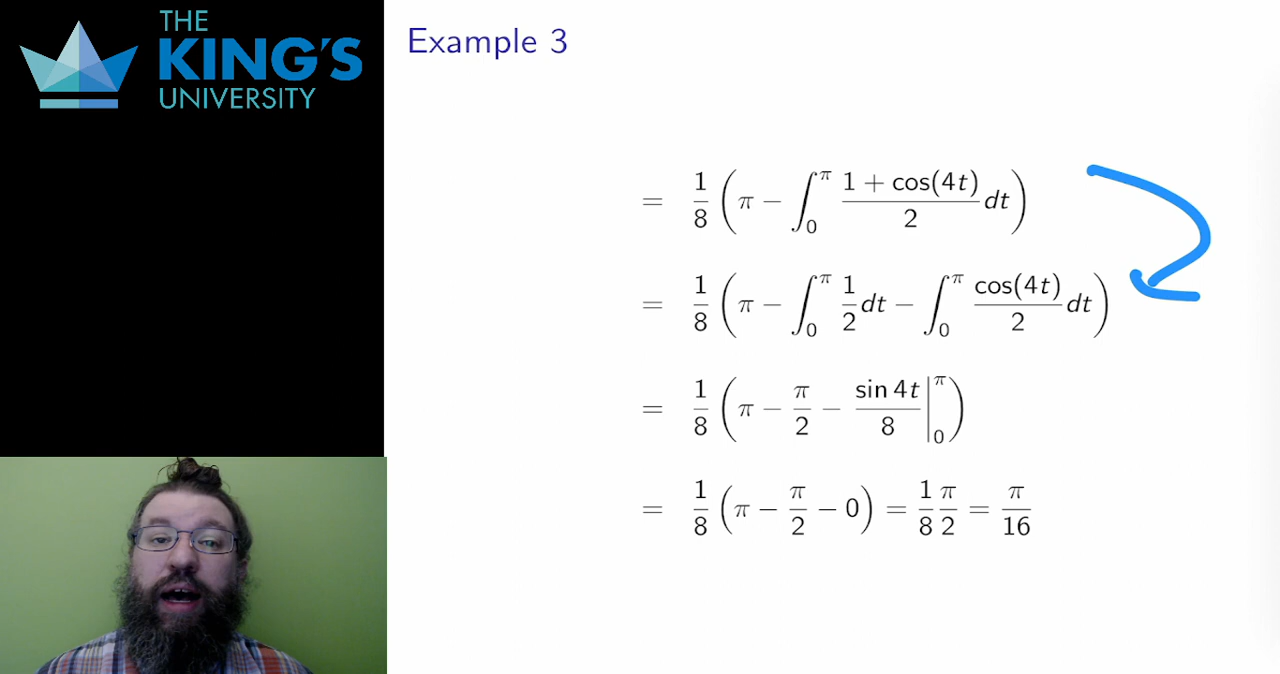 THE
KING'S
UNIVERSITY
Example 3
= 1/8 (π − ∫₀^π (1 + cos(4t))/2 dt)
= 1/8 (π − ∫₀^π 1/2 dt − ∫₀^π cos(4t)/2 dt)
= 1/8 (π − π/2 − sin 4t/8 |₀^π)
= 1/8 (π − π/2 − 0) = 1/8 π/2 = π/16